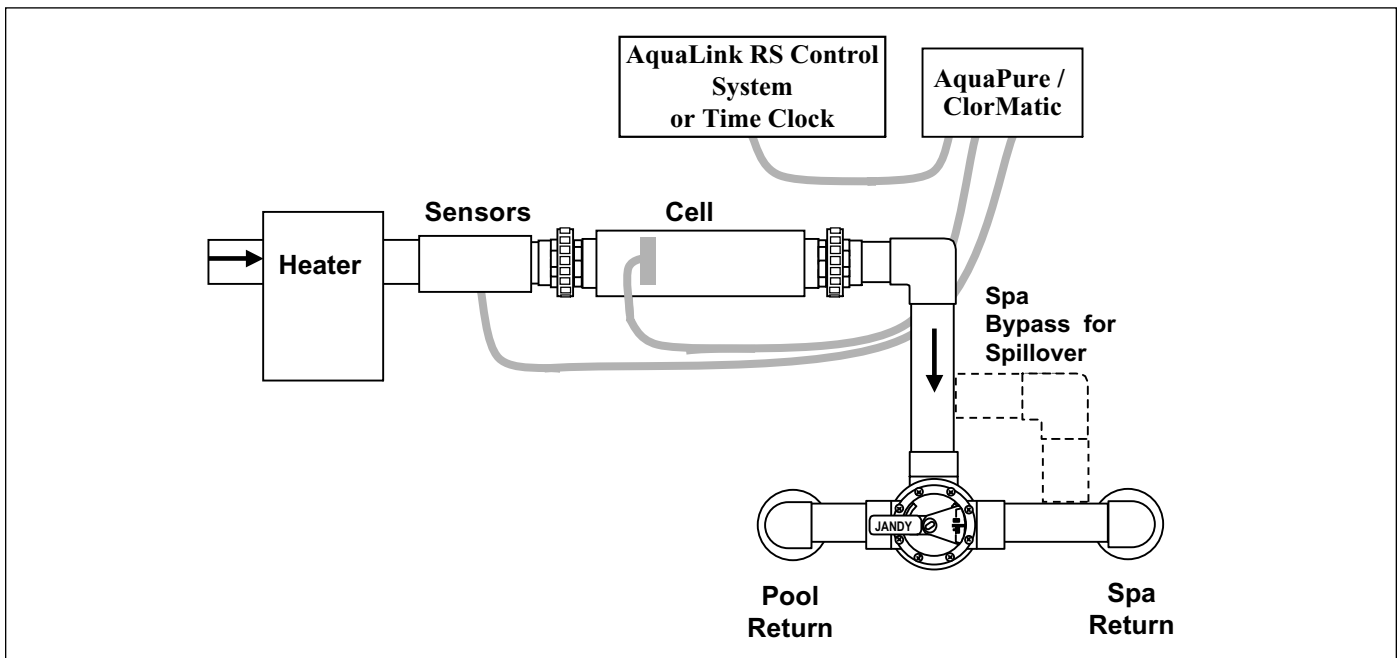 AquaLink RS Control
System
or Time Clock
AquaPure /
ClorMatic
Sensors
Cell
Heater
Spa
Bypass for
Spillover
JANDY
Pool
Return
Spa
Return